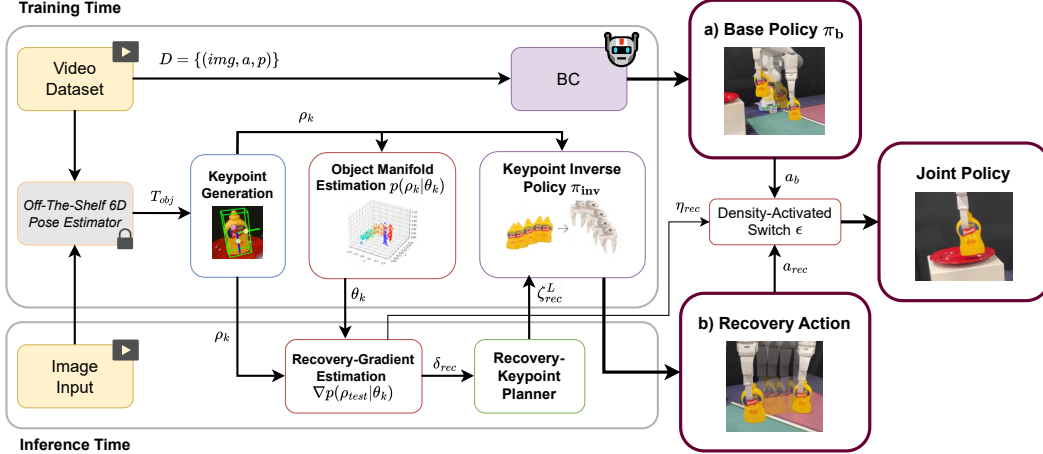 Training Time
Video
Dataset
D = {(img, a, p)}
BC
a) Base Policy π_b
ρ_k
Off-The-Shelf 6D
Pose Estimator
T_obj
Keypoint
Generation
Object Manifold
Estimation p(ρ_k|θ_k)
Keypoint Inverse
Policy π_inv
a_b
η_rec
Density-Activated
Switch ϵ
Joint Policy
a_rec
θ_k
ζ^L_rec
ρ_k
Image
Input
Recovery-Gradient
Estimation
∇p(ρ_test|θ_k)
δ_rec
Recovery-
Keypoint
Planner
b) Recovery Action
Inference Time